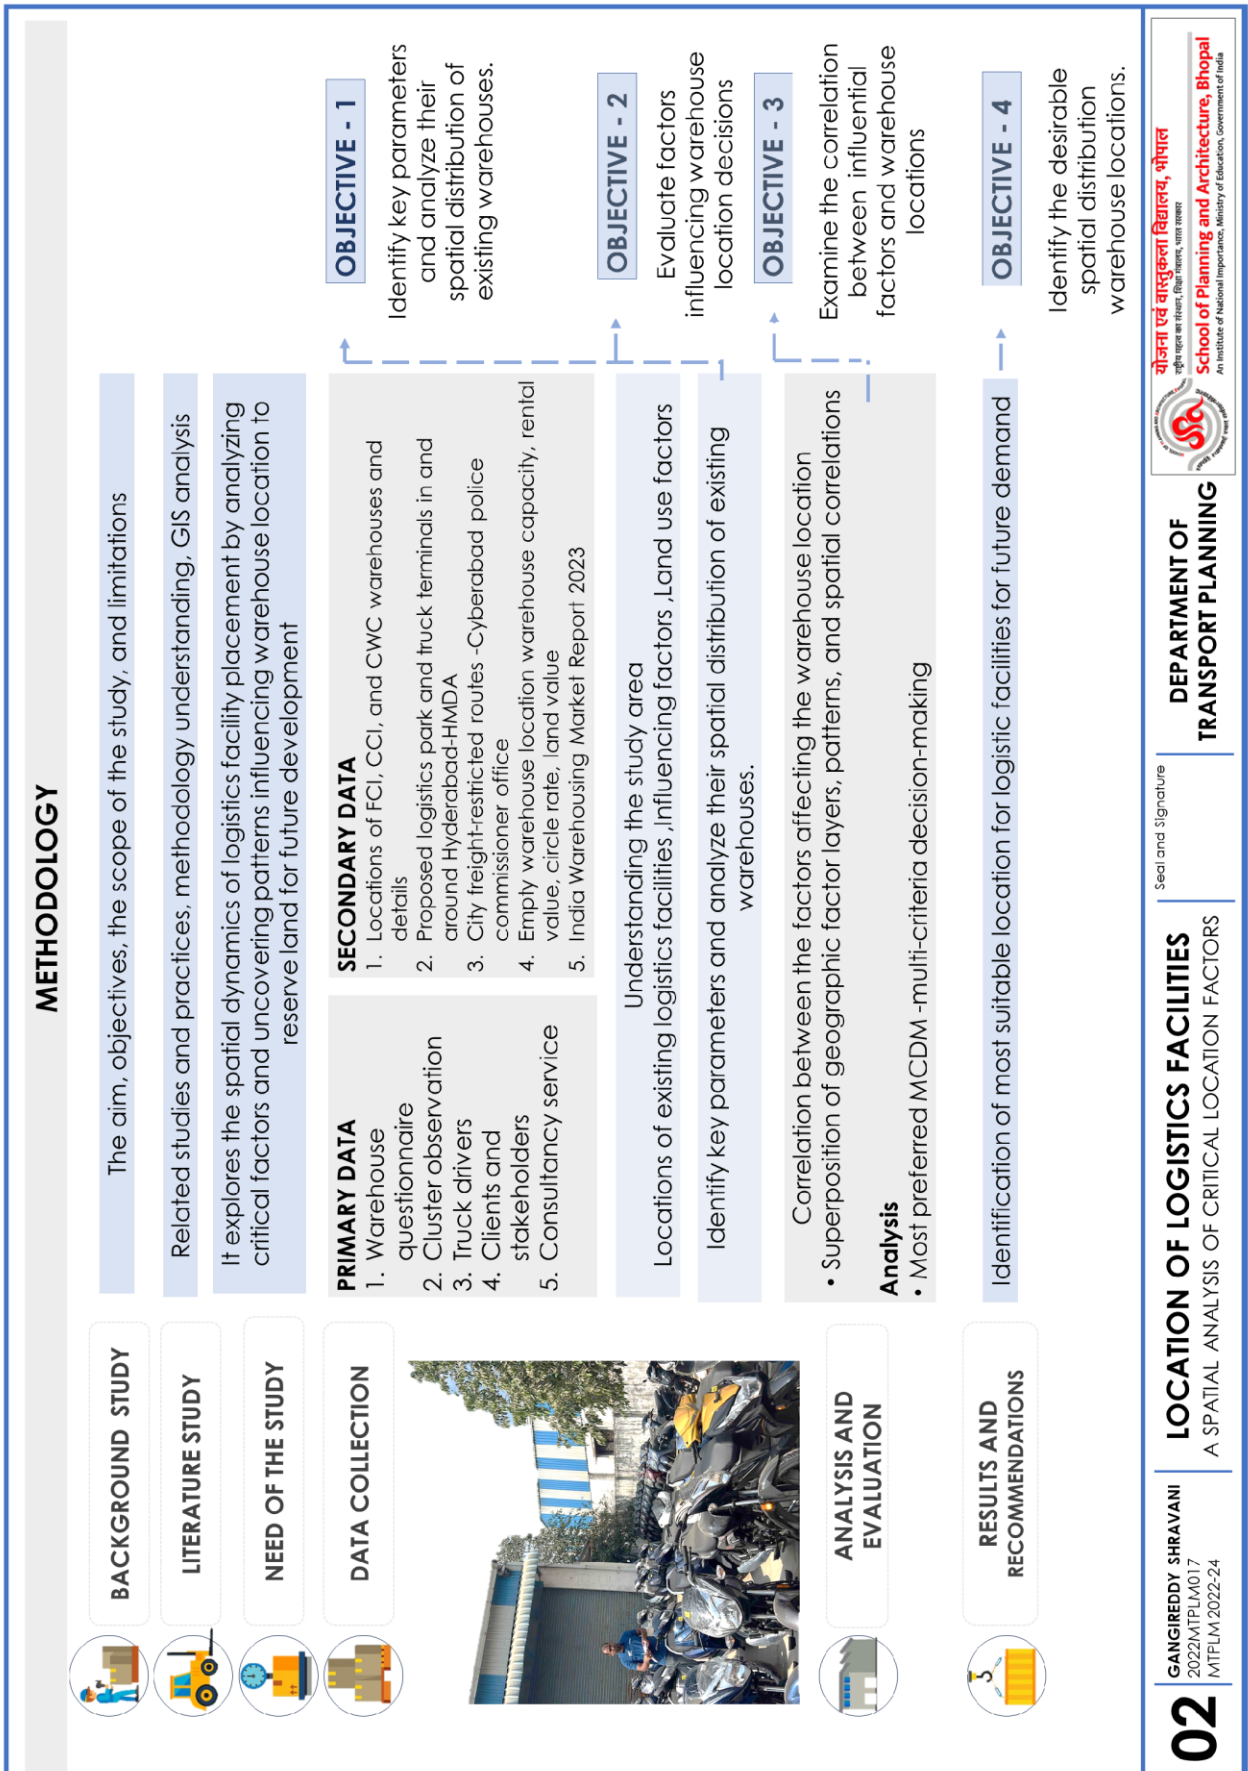 METHODOLOGY
BACKGROUND STUDY
The aim, objectives, the scope of the study, and limitations
LITERATURE STUDY
Related studies and practices, methodology understanding, GIS analysis
NEED OF THE STUDY
It explores the spatial dynamics of logistics facility placement by analyzing
critical factors and uncovering patterns influencing warehouse location to
reserve land for future development
DATA COLLECTION
PRIMARY DATA
1. Warehouse
questionnaire
2. Cluster observation
3. Truck drivers
4. Clients and
stakeholders
5. Consultancy service
SECONDARY DATA
1. Locations of FCI, CCI, and CWC warehouses and
details
2. Proposed logistics park and truck terminals in and
around Hyderabad-HMDA
3. City freight-restricted routes -Cyberabad police
commissioner office
4. Empty warehouse location warehouse capacity, rental
value, circle rate, land value
5. India Warehousing Market Report 2023
Understanding the study area
Locations of existing logistics facilities ,Influencing factors ,Land use factors
Identify key parameters and analyze their spatial distribution of existing
warehouses.
ANALYSIS AND
EVALUATION
Correlation between the factors affecting the warehouse location
• Superposition of geographic factor layers, patterns, and spatial correlations
Analysis
• Most preferred MCDM -multi-criteria decision-making
RESULTS AND
RECOMMENDATIONS
Identification of most suitable location for logistic facilities for future demand
OBJECTIVE - 1
Identify key parameters
and analyze their
spatial distribution of
existing warehouses.
OBJECTIVE - 2
Evaluate factors
influencing warehouse
location decisions
OBJECTIVE - 3
Examine the correlation
between influential
factors and warehouse
locations
OBJECTIVE - 4
Identify the desirable
spatial distribution
warehouse locations.
02
GANGIREDDY SHRAVANI
2022MTPLM017
MTPLM 2022-24
LOCATION OF LOGISTICS FACILITIES
A SPATIAL ANALYSIS OF CRITICAL LOCATION FACTORS
Seal and Signature
DEPARTMENT OF
TRANSPORT PLANNING
योजना एवं वास्तुकला विद्यालय, भोपाल
राष्ट्रीय महत्व का संस्थान, शिक्षा मंत्रालय, भारत सरकार
School of Planning and Architecture, Bhopal
An Institute of National Importance, Ministry of Education, Government of India